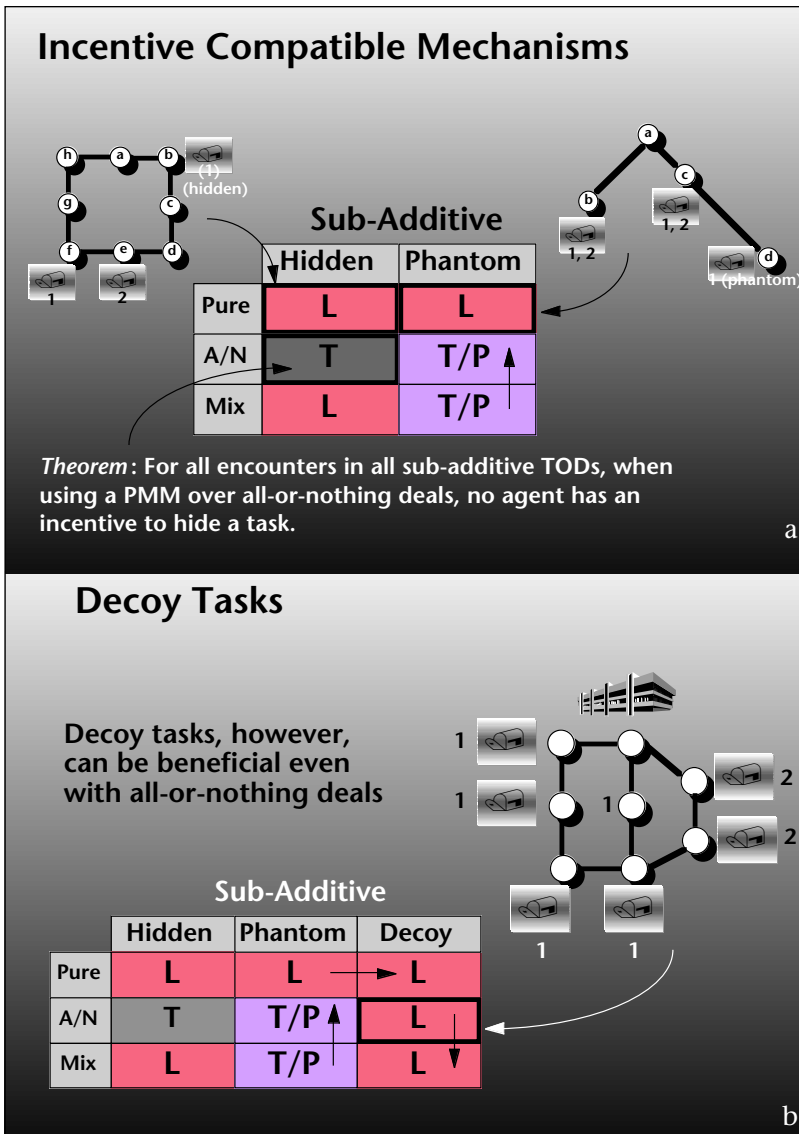 Incentive Compatible Mechanisms
h a b
(1)
(hidden)
g c
f e d
1 2
a
c
b
1, 2
1, 2
d
1 (phantom)
Sub-Additive
Hidden Phantom
Pure L L
A/N T T/P
Mix L T/P
Theorem: For all encounters in all sub-additive TODs, when
using a PMM over all-or-nothing deals, no agent has an
incentive to hide a task.
a
Decoy Tasks
Decoy tasks, however,
can be beneficial even
with all-or-nothing deals
1
1
1
2
2
1 1
Sub-Additive
Hidden Phantom Decoy
Pure L L L
A/N T T/P L
Mix L T/P L
b